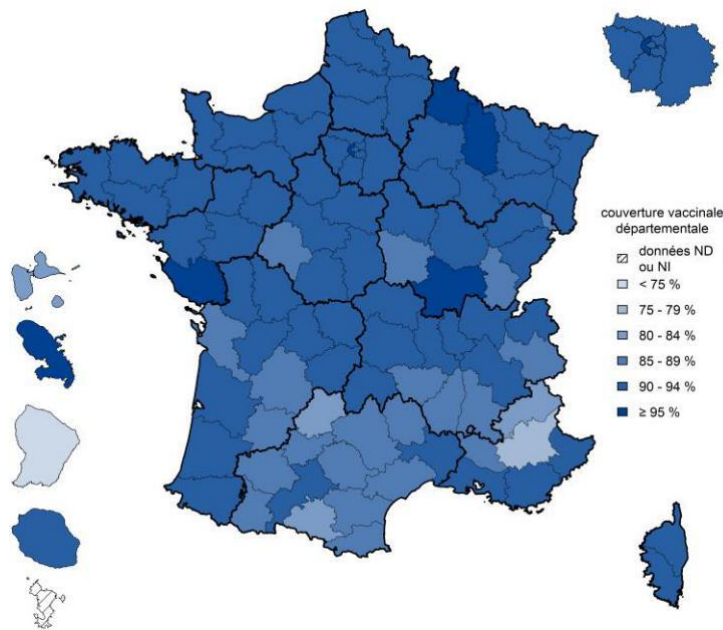 couverture vaccinale
départementale
données ND
ou NI
< 75 %
75 - 79 %
80 - 84 %
85 - 89 %
90 - 94 %
≥ 95 %